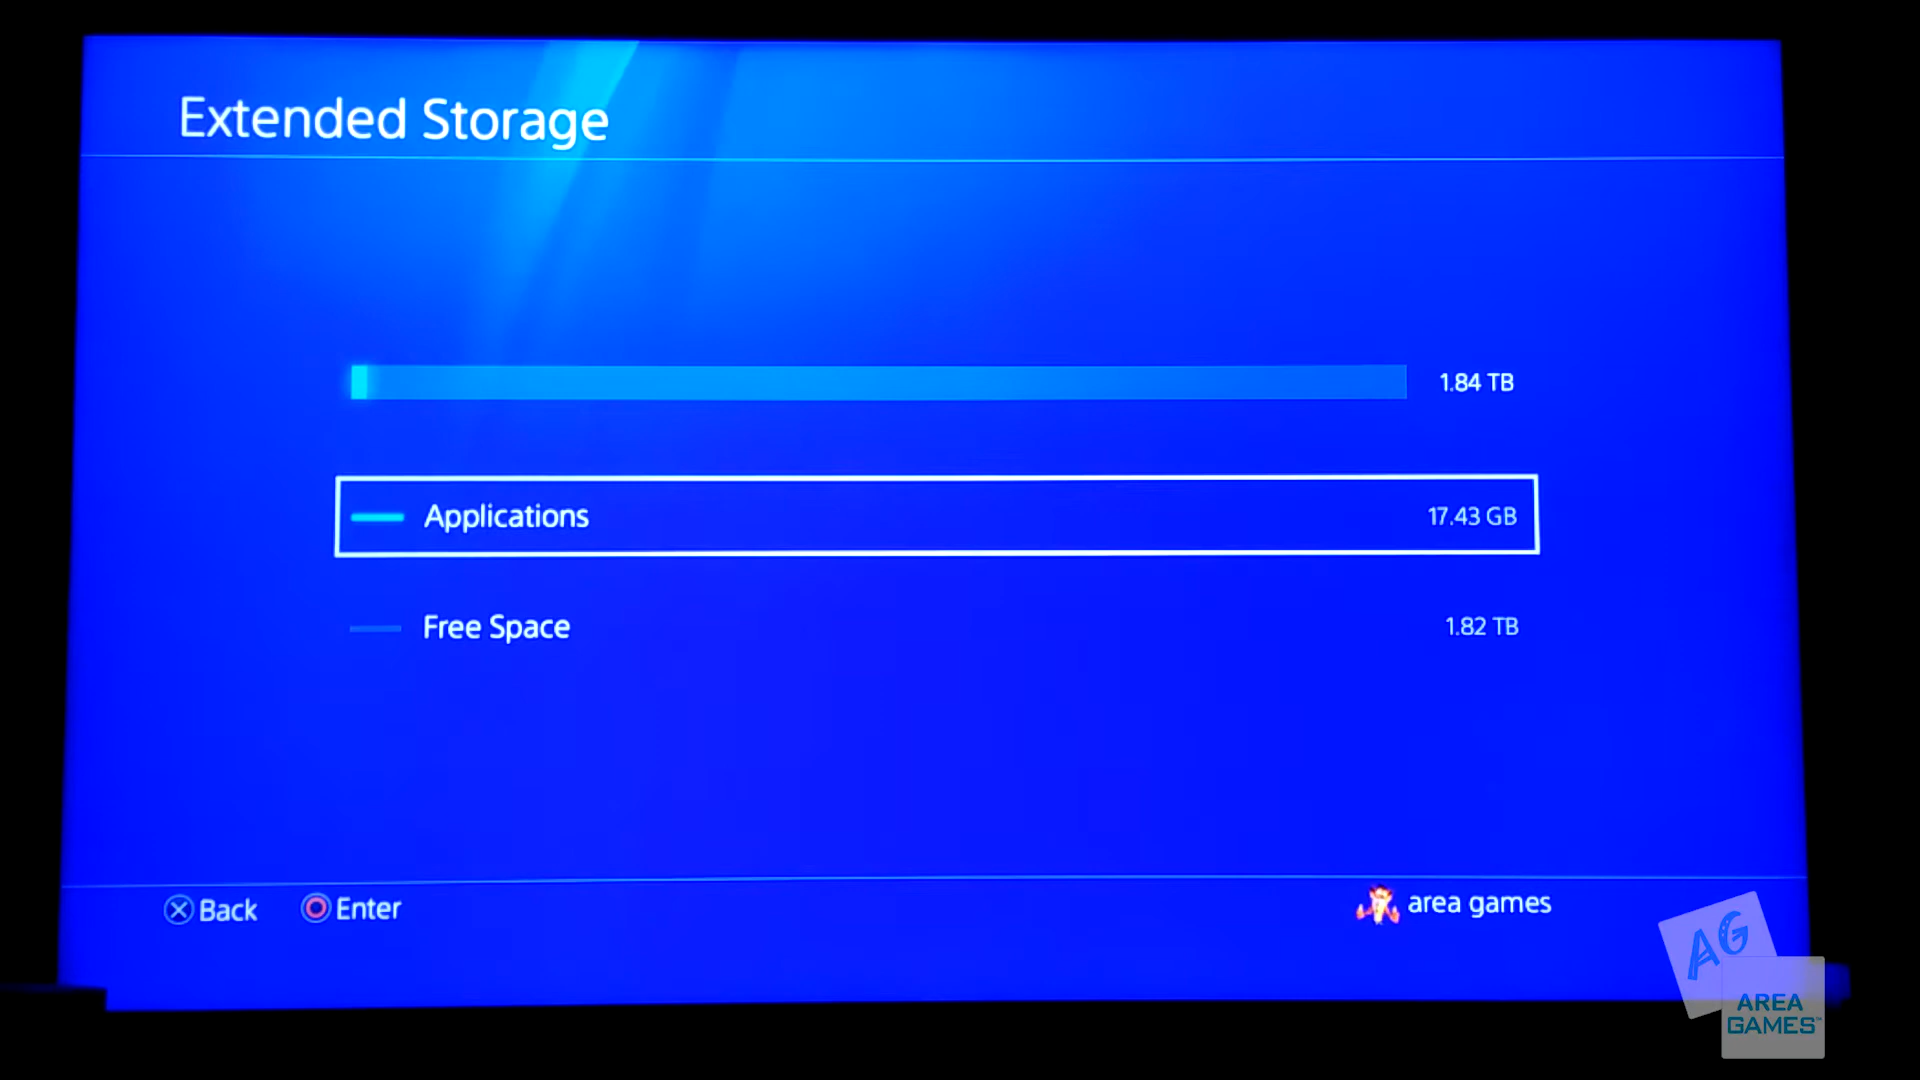 Extended Storage
1.84 TB
Applications 17.43 GB
Free Space 1.82 TB
Back Enter area games
AG
AREA
GAMES™